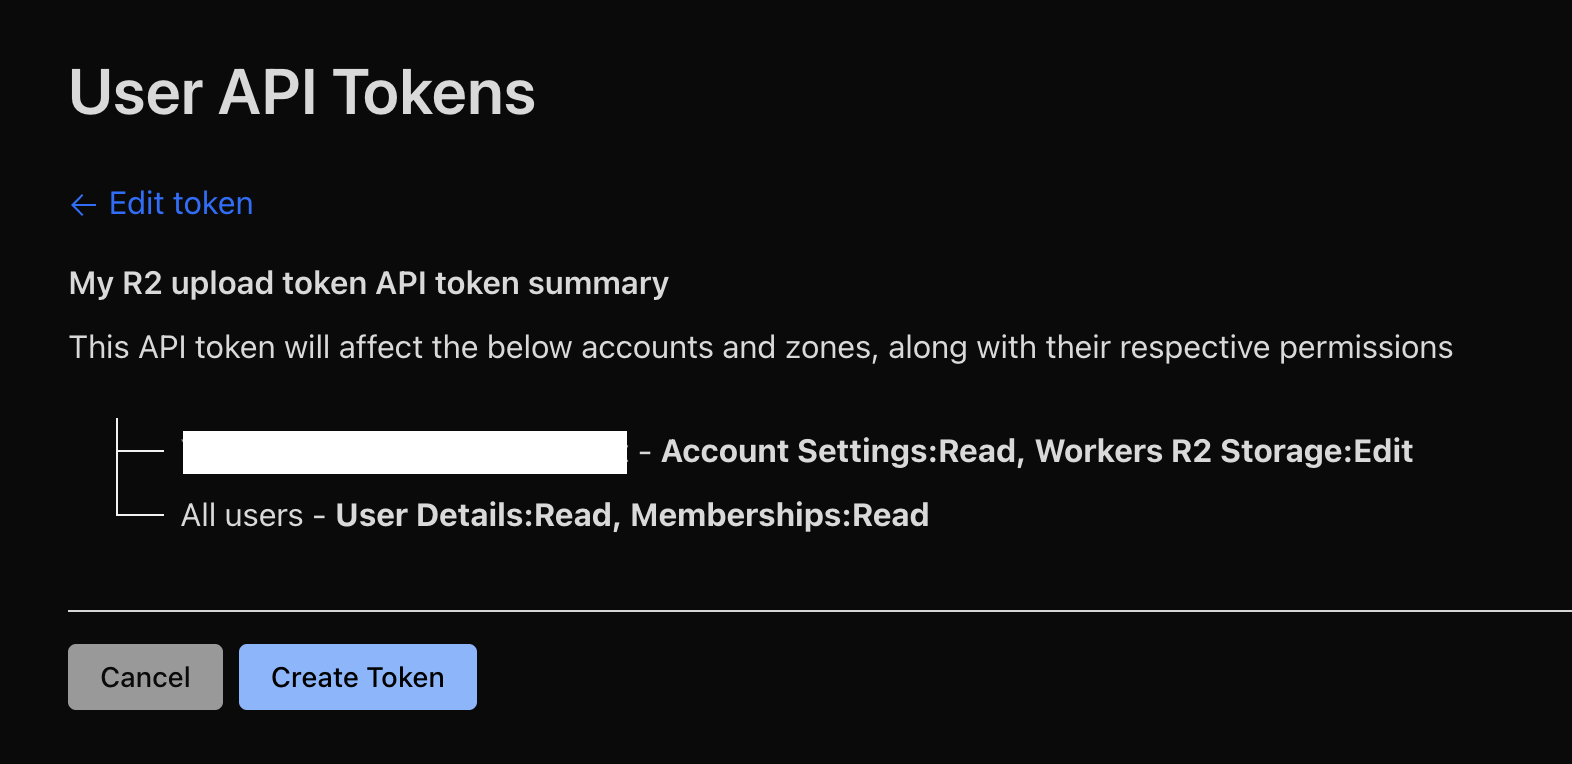 User API Tokens
← Edit token
My R2 upload token API token summary
This API token will affect the below accounts and zones, along with their respective permissions
- Account Settings:Read, Workers R2 Storage:Edit
All users - User Details:Read, Memberships:Read
Cancel
Create Token